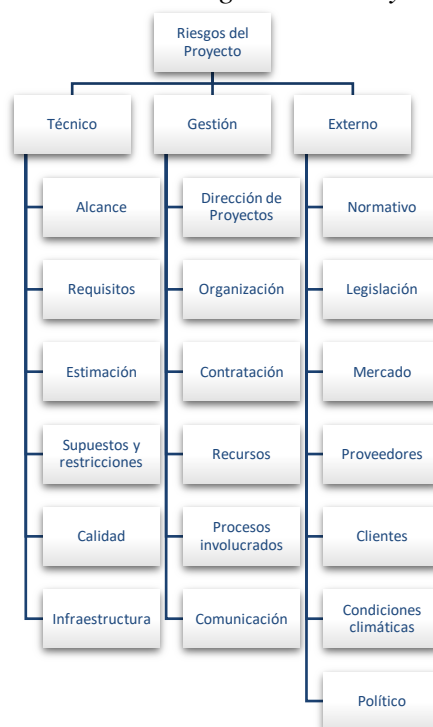 Riesgos del
Proyecto
Técnico
Gestión
Externo
Alcance
Dirección de
Proyectos
Normativo
Requisitos
Organización
Legislación
Estimación
Contratación
Mercado
Supuestos y
restricciones
Recursos
Proveedores
Calidad
Procesos
involucrados
Clientes
Infraestructura
Comunicación
Condiciones
climáticas
Político